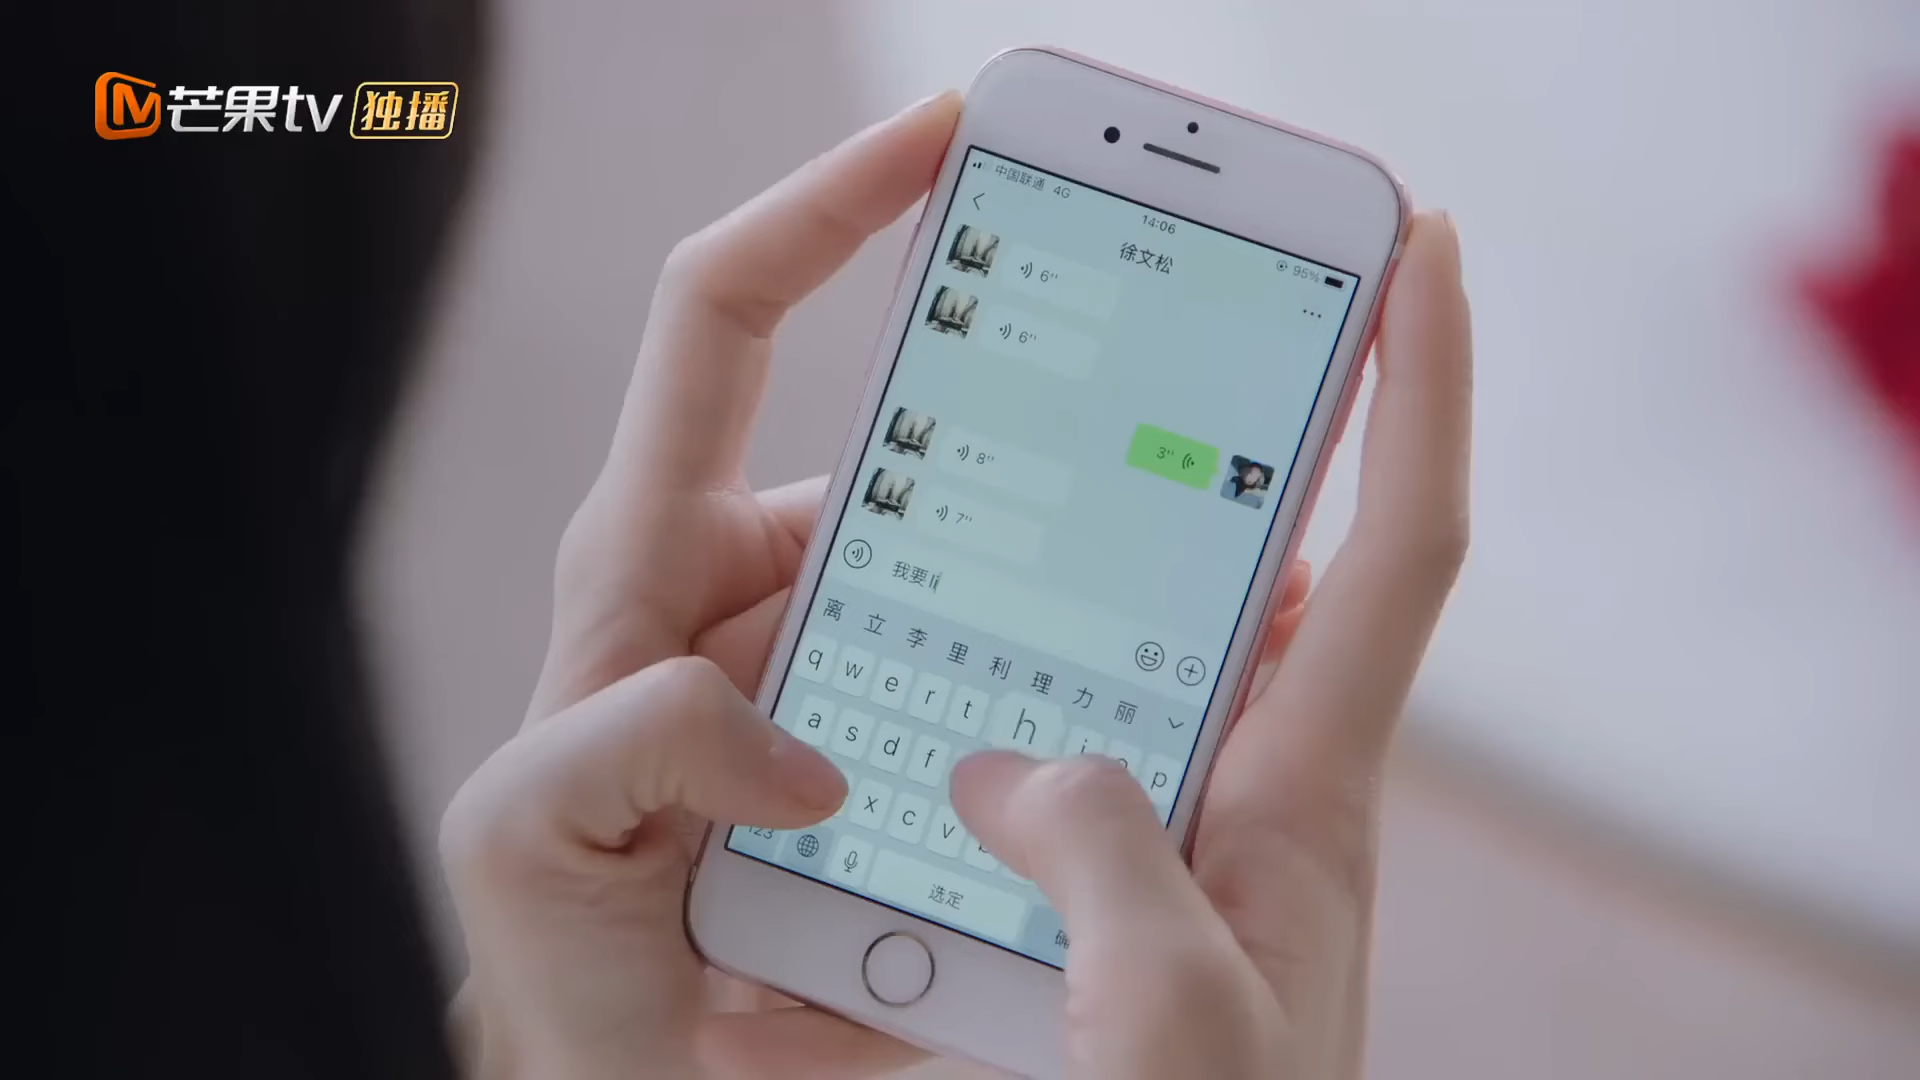 芒果tv 独播
中国联通 4G
14:06
95%
徐文松
6''
6''
3''
8''
7''
我要li
离 立 李 里 利 理 力 丽
q w e r t p
h
a s d f
x c v
123
选定